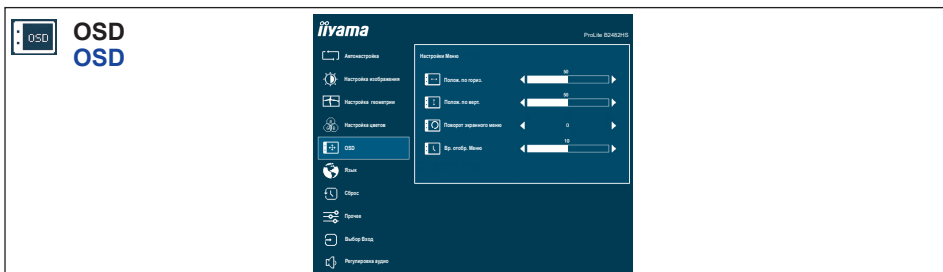 OSD
OSD
OSD
iiyama
ProLite B2482HS
Автонастройка
Настройка изображения
Настройка геометрии
Настройка цветов
OSD
Язык
Сброс
Прочее
Выбор Вход
Регулировка аудио
Настройки Меню
Полож. по гориз.
50
Полож. по верт.
50
Поворот экранного меню
0
Вр. отобр. Меню
10